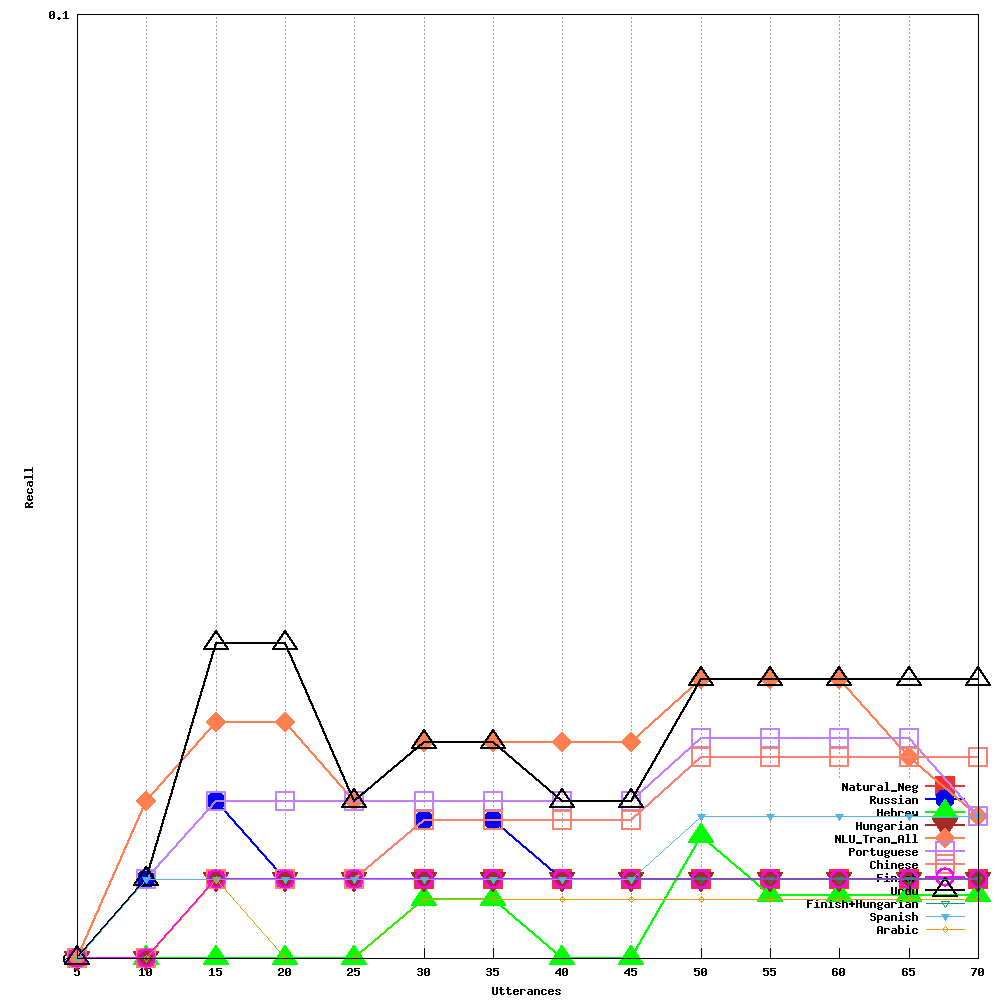 0.1
Recall
Natural_Neg
Russian
Hebrew
Hungarian
NLU_Tran_All
Portuguese
Chinese
Urdu
Finish+Hungarian
Spanish
Arabic
5 10 15 20 25 30 35 40 45 50 55 60 65 70
Utterances